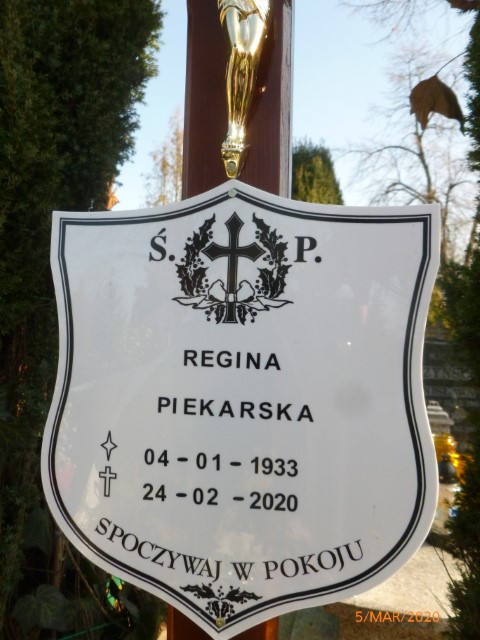 Ś. P.
REGINA
PIEKARSKA
04-01-1933
24-02-2020
SPOCZYWAJ W POKOJU
5/MAR/2020